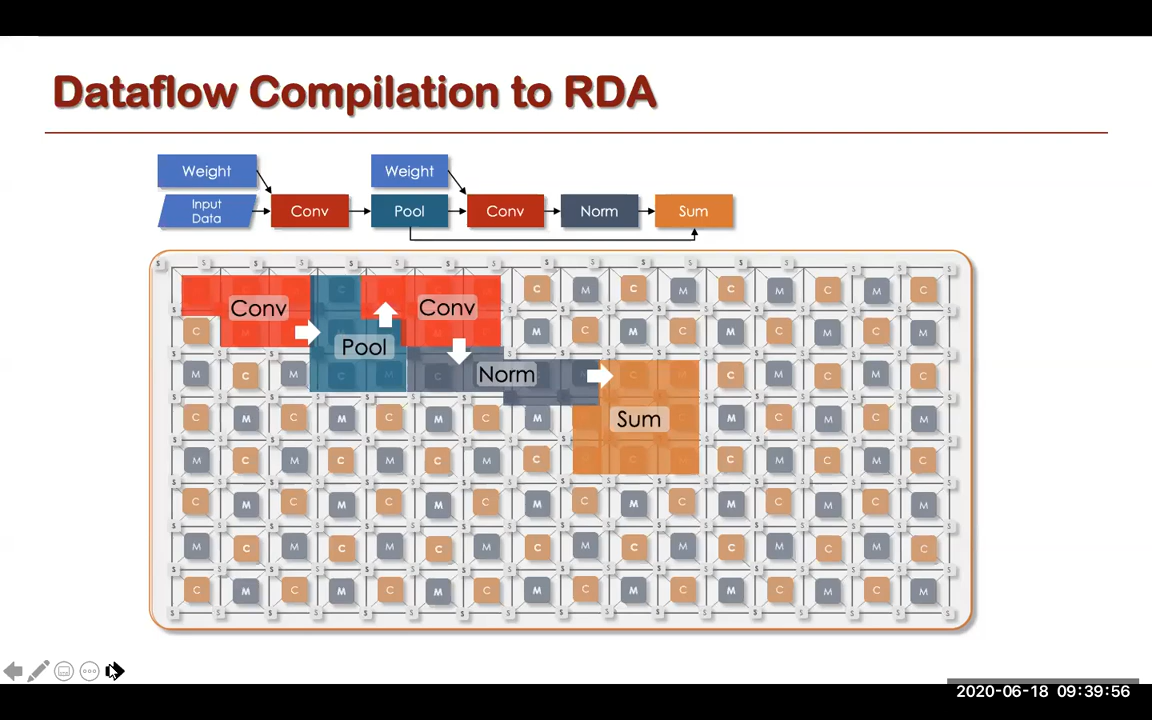 Dataflow Compilation to RDA
Weight Weight
Input
Data
Conv Pool Conv Norm Sum
S S S S S S S S S S S S S S S
C M C M C M C M C
Conv Conv
C M C M C M C M C M
Pool
M C M C M C M C
Norm
C M C M C M C M C M C M C
Sum
M C M C M C M C C M C M C
C M C M C M C M C M C M C M C M
M C M C M C M C M C M C M C M C
C M C M C M C M C M C M C M C M
2020-06-18 09:39:56